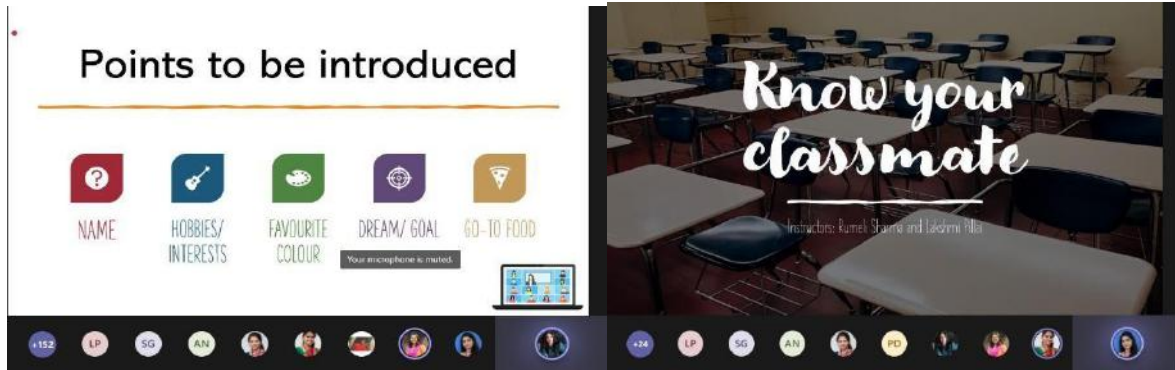 Points to be introduced
NAME
HOBBIES/
INTERESTS
FAVOURITE
COLOUR
DREAM/ GOAL
GO-TO FOOD
Your microphone is muted.
+152
LP
SG
AN
Know your
classmate
Instructors: Rumeli Sharma and Lakshmi Pillai
+24
LP
SG
AN
PD